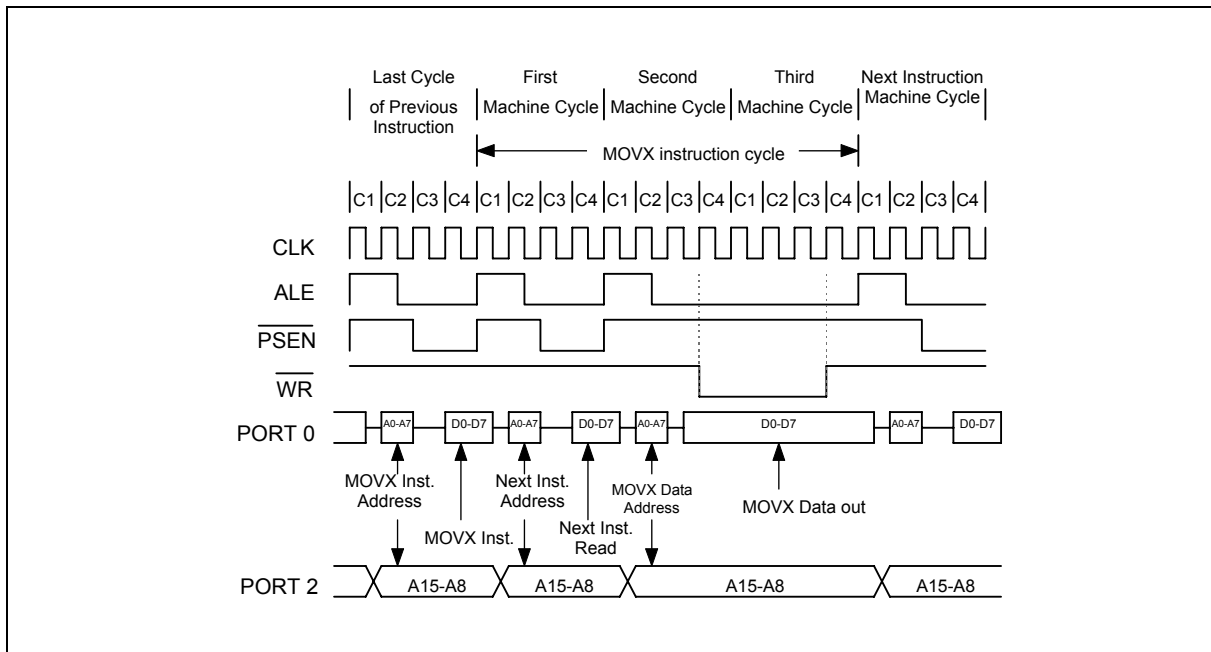 Last Cycle
of Previous
Instruction
First
Machine Cycle
Second
Machine Cycle
Third
Machine Cycle
Next Instruction
Machine Cycle
MOVX instruction cycle
C1 C2 C3 C4 C1 C2 C3 C4 C1 C2 C3 C4 C1 C2 C3 C4 C1 C2 C3 C4
CLK
ALE
PSEN
WR
PORT 0
A0-A7 D0-D7 A0-A7 D0-D7 A0-A7 D0-D7 A0-A7 D0-D7
MOVX Inst.
Address
MOVX Inst.
Next Inst.
Address
Next Inst.
Read
MOVX Data
Address
MOVX Data out
PORT 2
A15-A8 A15-A8 A15-A8 A15-A8